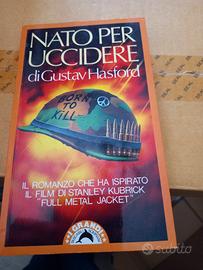 NATO PER
UCCIDERE
di Gustav Hasford
BORN
TO
KILL
IL ROMANZO CHE HA ISPIRATO
IL FILM DI STANLEY KUBRICK
"FULL METAL JACKET"
I GRANDI
subito